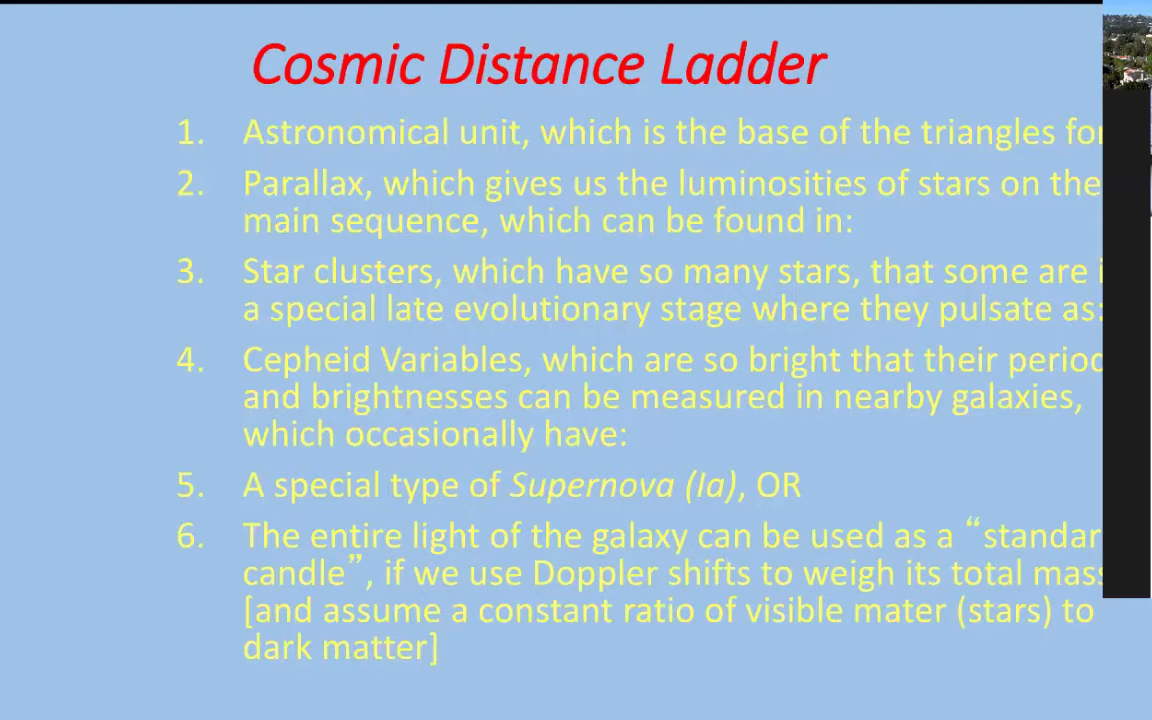 Cosmic Distance Ladder
1. Astronomical unit, which is the base of the triangles for
2. Parallax, which gives us the luminosities of stars on the
main sequence, which can be found in:
3. Star clusters, which have so many stars, that some are
a special late evolutionary stage where they pulsate as:
4. Cepheid Variables, which are so bright that their period
and brightnesses can be measured in nearby galaxies,
which occasionally have:
5. A special type of Supernova (Ia), OR
6. The entire light of the galaxy can be used as a “standar
candle”, if we use Doppler shifts to weigh its total mass
[and assume a constant ratio of visible mater (stars) to
dark matter]